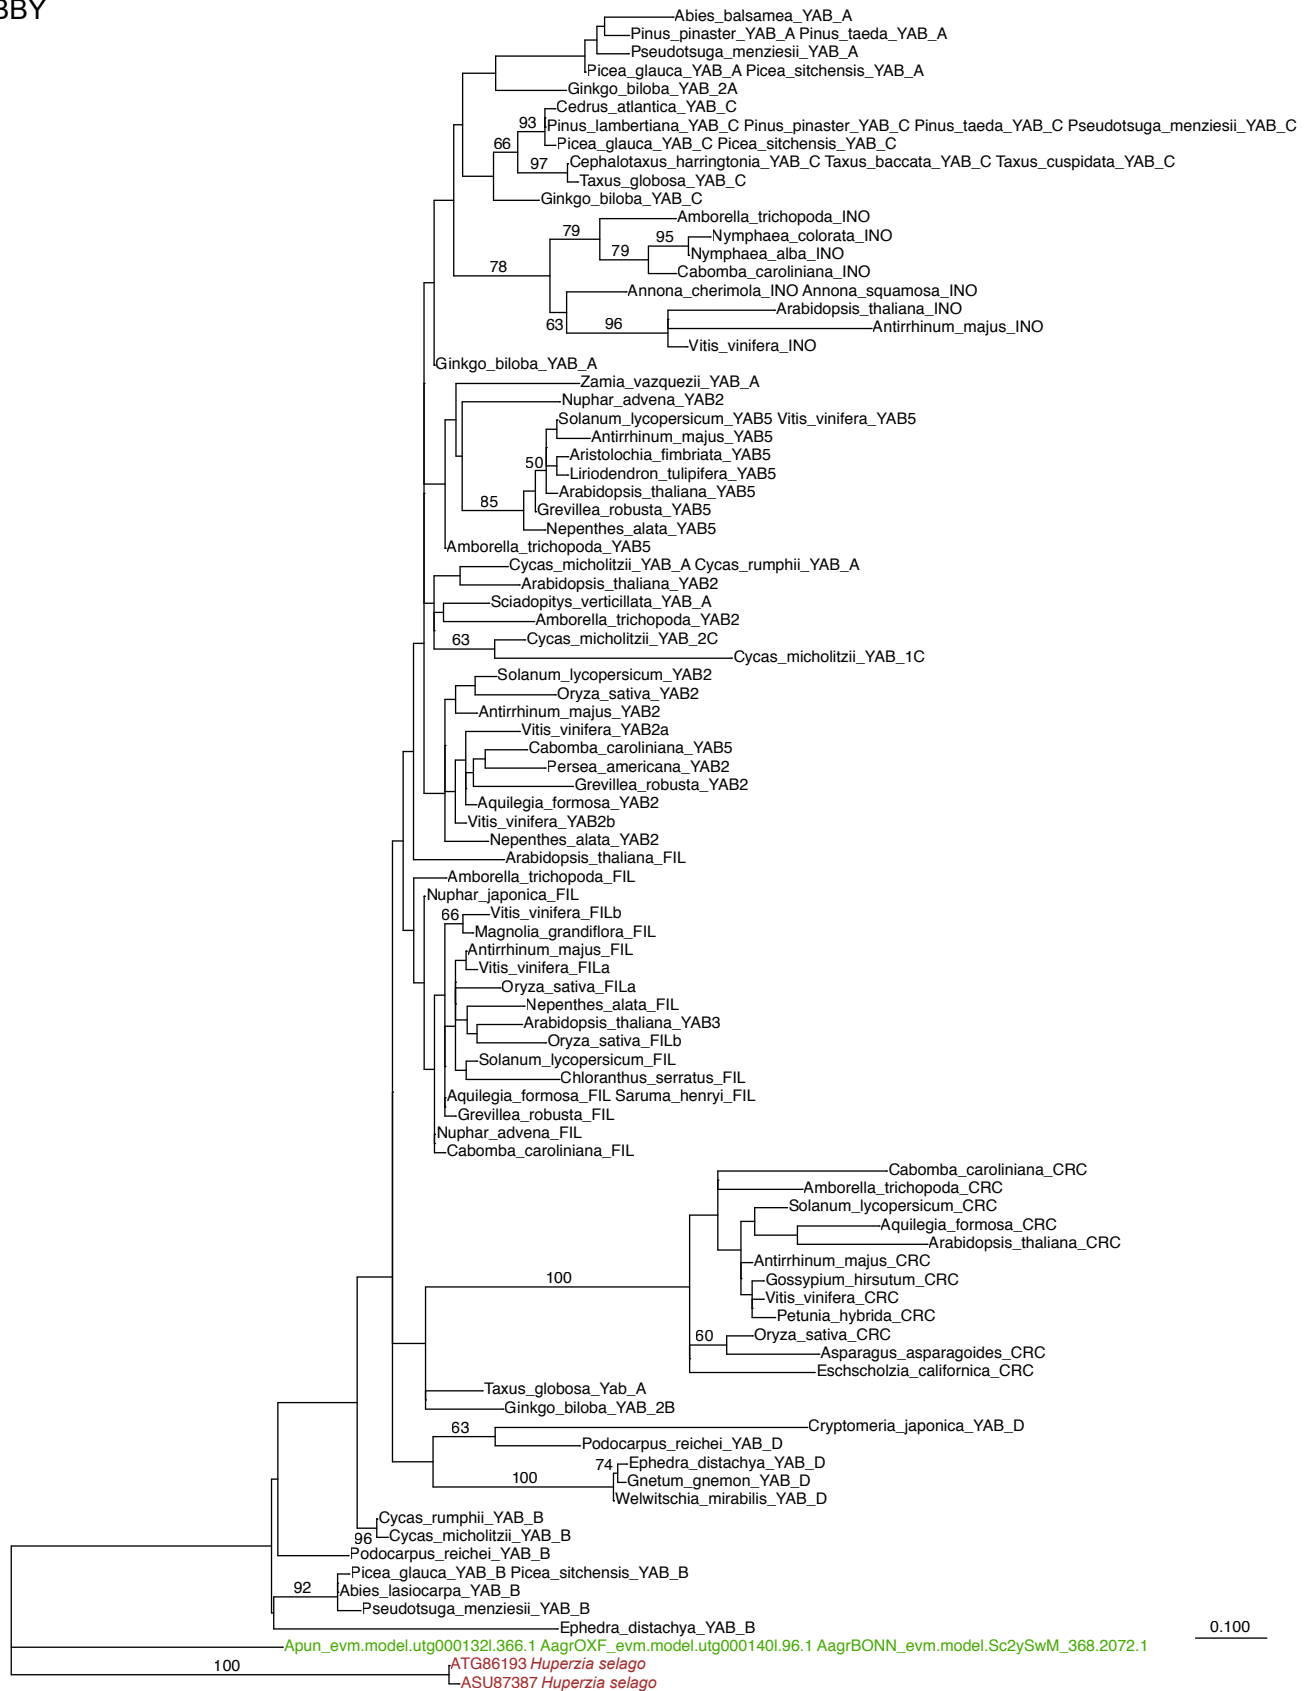 BBY
Abies_balsamea_YAB_A
Pinus_pinaster_YAB_A Pinus_taeda_YAB_A
Pseudotsuga_menziesii_YAB_A
Picea_glauca_YAB_A Picea_sitchensis_YAB_A
Ginkgo_biloba_YAB_2A
Cedrus_atlantica_YAB_C
93
Pinus_lambertiana_YAB_C Pinus_pinaster_YAB_C Pinus_taeda_YAB_C Pseudotsuga_menziesii_YAB_C
66
Picea_glauca_YAB_C Picea_sitchensis_YAB_C
97
Cephalotaxus_harringtonia_YAB_C Taxus_baccata_YAB_C Taxus_cuspidata_YAB_C
Taxus_globosa_YAB_C
Ginkgo_biloba_YAB_C
Amborella_trichopoda_INO
79
95
Nymphaea_colorata_INO
79
Nymphaea_alba_INO
78
Cabomba_caroliniana_INO
Annona_cherimola_INO Annona_squamosa_INO
Arabidopsis_thaliana_INO
63
96
Antirrhinum_majus_INO
Vitis_vinifera_INO
Ginkgo_biloba_YAB_A
Zamia_vazquezii_YAB_A
Nuphar_advena_YAB2
Solanum_lycopersicum_YAB5 Vitis_vinifera_YAB5
Antirrhinum_majus_YAB5
Aristolochia_fimbriata_YAB5
50
Liriodendron_tulipifera_YAB5
Arabidopsis_thaliana_YAB5
85
Grevillea_robusta_YAB5
Nepenthes_alata_YAB5
Amborella_trichopoda_YAB5
Cycas_micholitzii_YAB_A Cycas_rumphii_YAB_A
Arabidopsis_thaliana_YAB2
Sciadopitys_verticillata_YAB_A
Amborella_trichopoda_YAB2
63
Cycas_micholitzii_YAB_2C
Cycas_micholitzii_YAB_1C
Solanum_lycopersicum_YAB2
Oryza_sativa_YAB2
Antirrhinum_majus_YAB2
Vitis_vinifera_YAB2a
Cabomba_caroliniana_YAB5
Persea_americana_YAB2
Grevillea_robusta_YAB2
Aquilegia_formosa_YAB2
Vitis_vinifera_YAB2b
Nepenthes_alata_YAB2
Arabidopsis_thaliana_FIL
Amborella_trichopoda_FIL
Nuphar_japonica_FIL
66
Vitis_vinifera_FILb
Magnolia_grandiflora_FIL
Antirrhinum_majus_FIL
Vitis_vinifera_FILa
Oryza_sativa_FILa
Nepenthes_alata_FIL
Arabidopsis_thaliana_YAB3
Oryza_sativa_FILb
Solanum_lycopersicum_FIL
Chloranthus_serratus_FIL
Aquilegia_formosa_FIL Saruma_henryi_FIL
Grevillea_robusta_FIL
Nuphar_advena_FIL
Cabomba_caroliniana_FIL
Cabomba_caroliniana_CRC
Amborella_trichopoda_CRC
Solanum_lycopersicum_CRC
Aquilegia_formosa_CRC
Arabidopsis_thaliana_CRC
Antirrhinum_majus_CRC
100
Gossypium_hirsutum_CRC
Vitis_vinifera_CRC
Petunia_hybrida_CRC
60
Oryza_sativa_CRC
Asparagus_asparagoides_CRC
Eschscholzia_californica_CRC
Taxus_globosa_Yab_A
Ginkgo_biloba_YAB_2B
63
Cryptomeria_japonica_YAB_D
Podocarpus_reichei_YAB_D
74
Ephedra_distachya_YAB_D
100
Gnetum_gnemon_YAB_D
Welwitschia_mirabilis_YAB_D
Cycas_rumphii_YAB_B
96
Cycas_micholitzii_YAB_B
Podocarpus_reichei_YAB_B
Picea_glauca_YAB_B Picea_sitchensis_YAB_B
92
Abies_lasiocarpa_YAB_B
Pseudotsuga_menziesii_YAB_B
Ephedra_distachya_YAB_B
0.100
Apun_evm.model.utg000132l.366.1 AagrOXF_evm.model.utg000140l.96.1 AagrBONN_evm.model.Sc2ySwM_368.2072.1
100
ATG86193 Huperzia selago
ASU87387 Huperzia selago